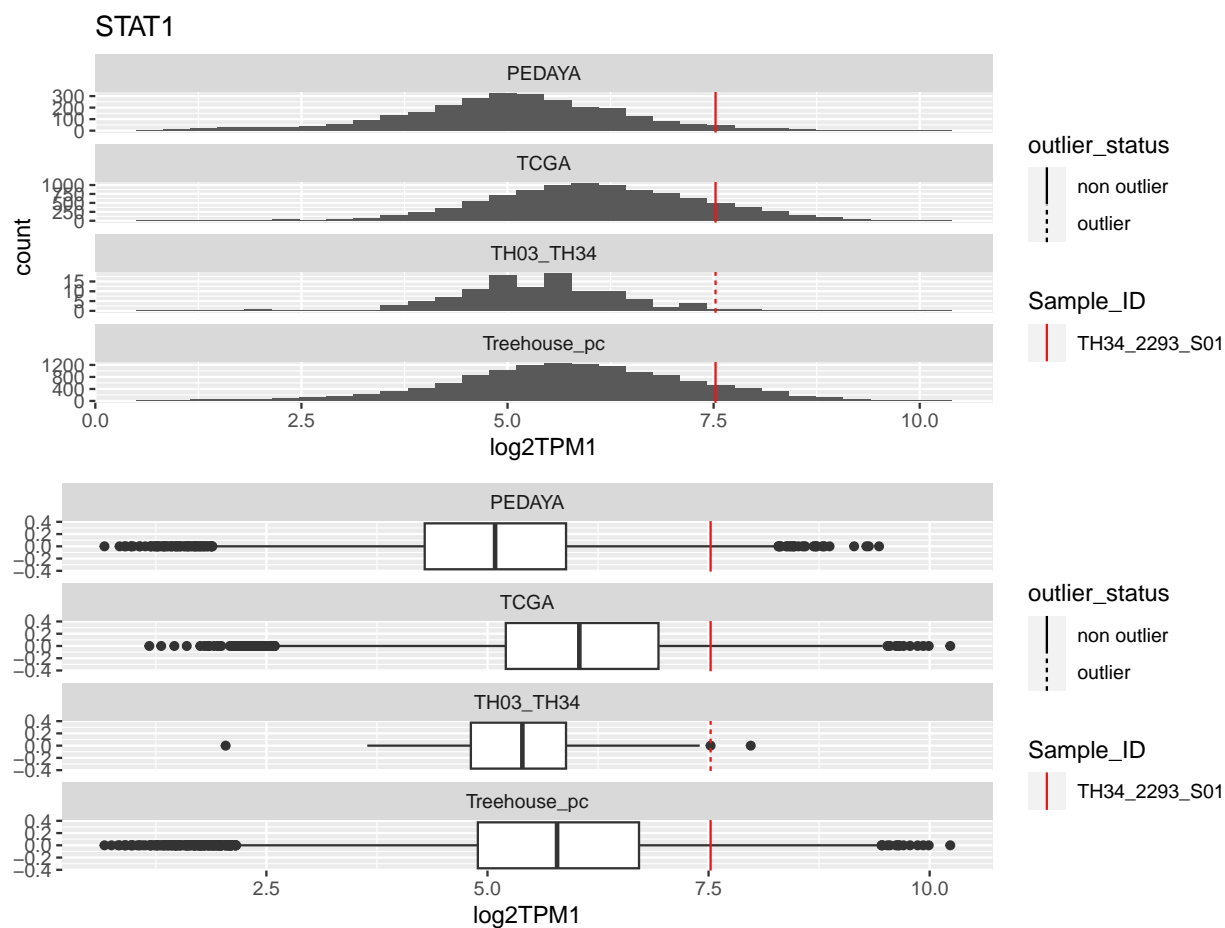 STAT1
PEDAYA
300
200
100
0
TCGA
1000
750
500
250
0
TH03_TH34
15
10
5
0
Treehouse_pc
1200
800
400
0
count
0.0 2.5 5.0 7.5 10.0
log2TPM1
outlier_status
non outlier
outlier
Sample_ID
TH34_2293_S01
PEDAYA
0.4
0.2
0.0
−0.2
−0.4
TCGA
0.4
0.2
0.0
−0.2
−0.4
TH03_TH34
0.4
0.2
0.0
−0.2
−0.4
Treehouse_pc
0.4
0.2
0.0
−0.2
−0.4
2.5 5.0 7.5 10.0
log2TPM1
outlier_status
non outlier
outlier
Sample_ID
TH34_2293_S01